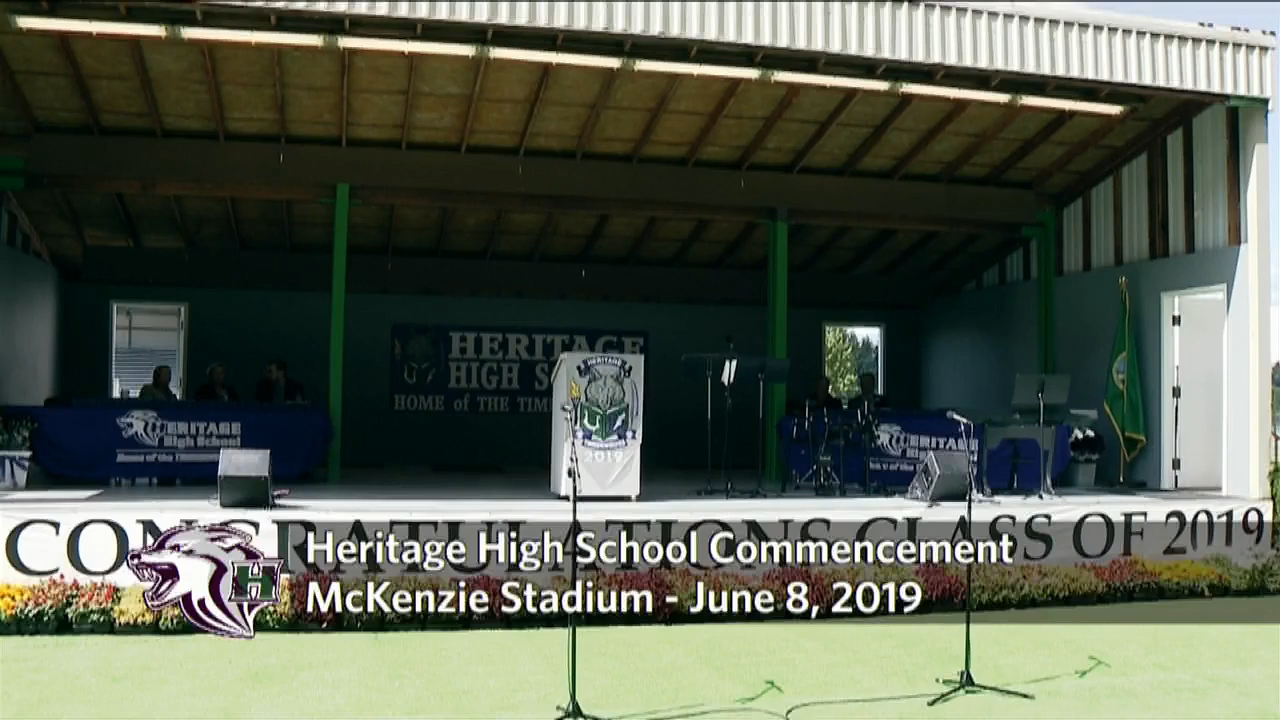 HERITAGE
HIGH S
HOME of THE TIM
HERITAGE
2019
HERITAGE
High School
HERITAGE
CONGRATULATIONS CLASS OF 2019
H
Heritage High School Commencement
McKenzie Stadium - June 8, 2019